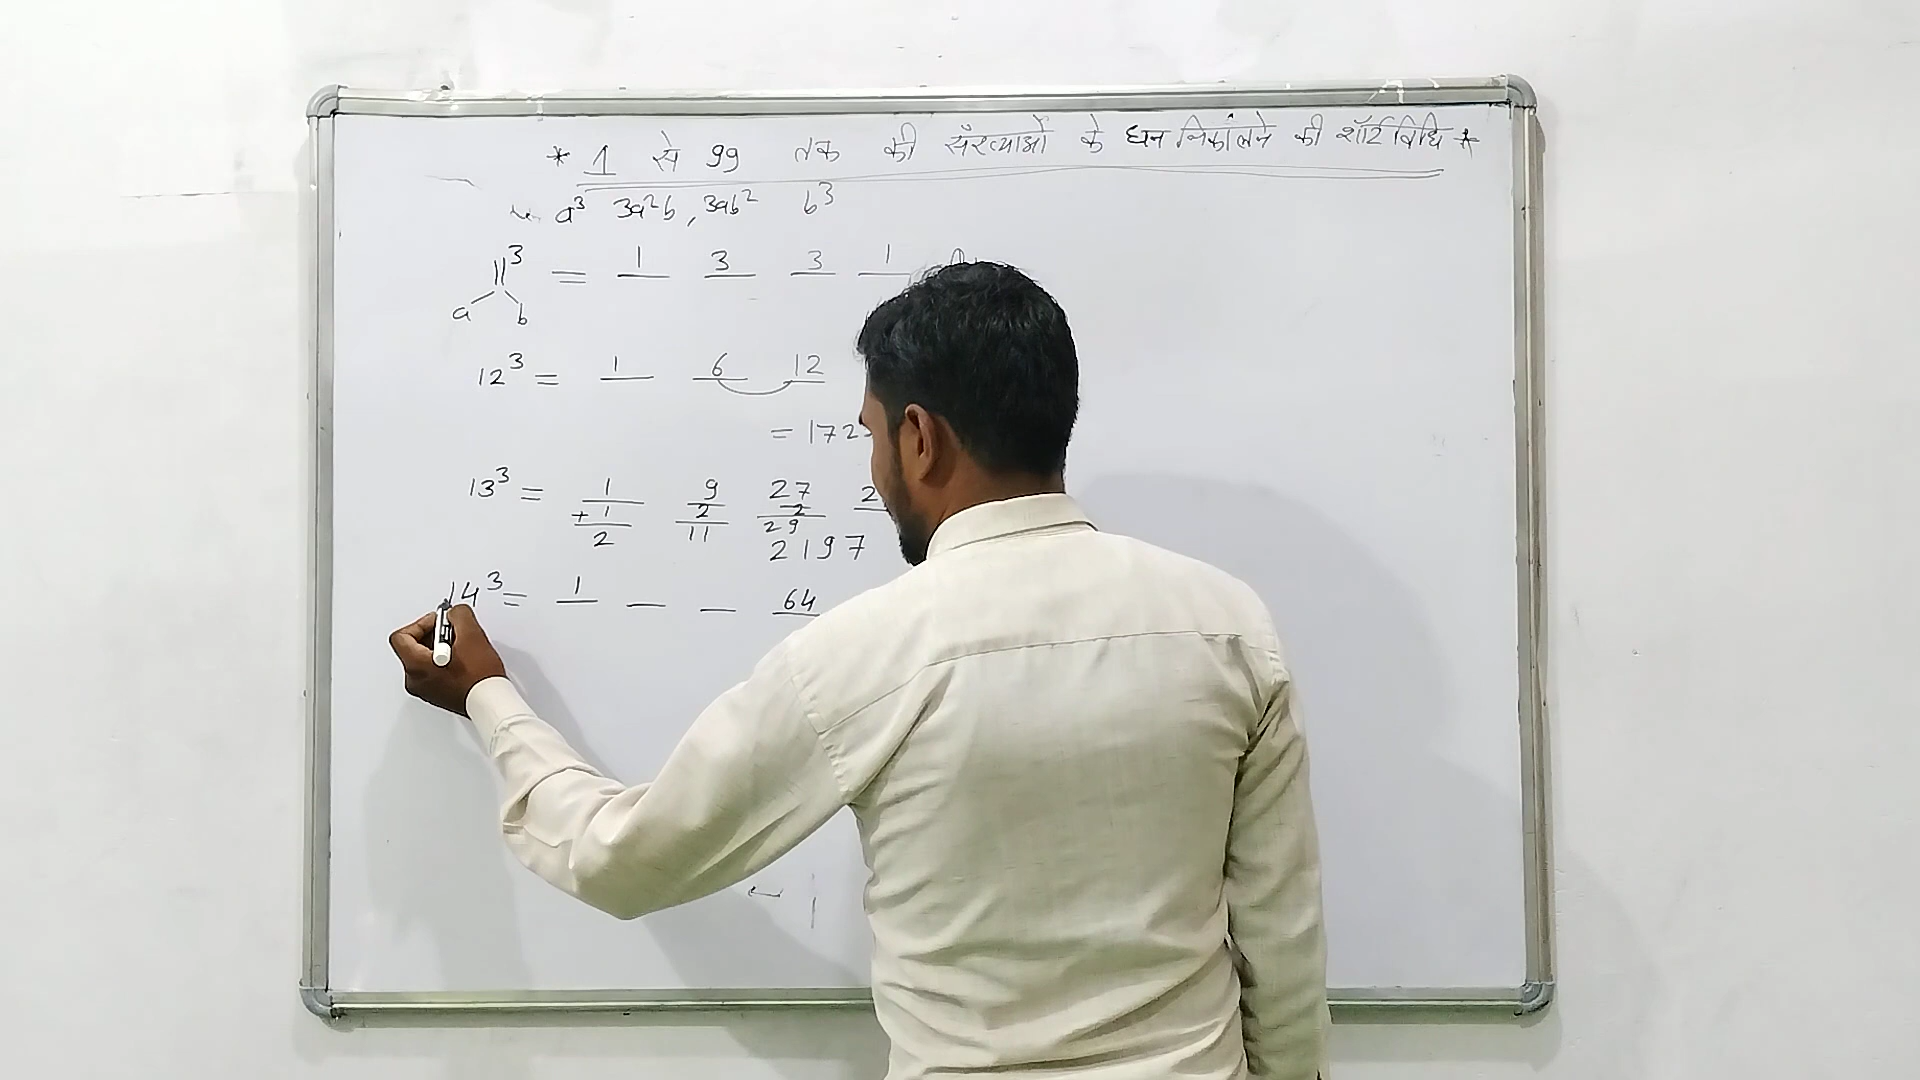 * 1 से 99 तक की संख्याओं के घन निकालने की शॉर्ट विधि *
a³ 3a²b, 3ab² b³
11³ = 1 3 3 1
a b
12³ = 1 6 12
= 172
13³ = 1 9 27 2
+1 2 2
2 11 29
2197
14³ = 1 _ _ 64